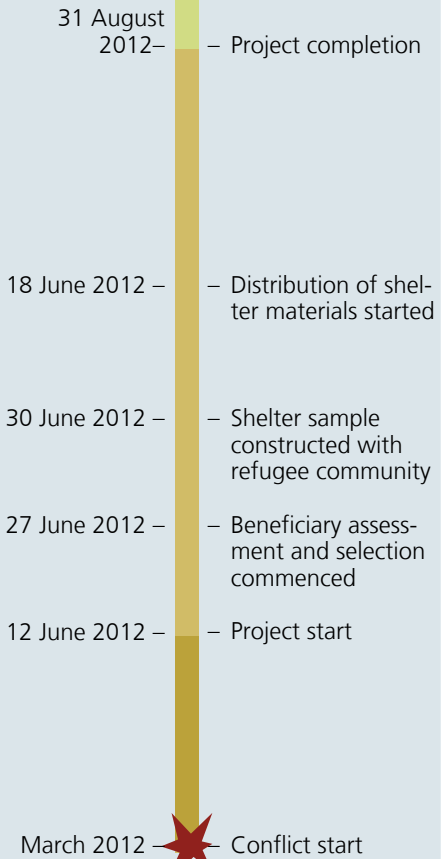 31 August
2012– – Project completion
18 June 2012 – – Distribution of shel-
ter materials started
30 June 2012 – – Shelter sample
constructed with
refugee community
27 June 2012 – – Beneficiary assess-
ment and selection
commenced
12 June 2012 – – Project start
March 2012 – – Conflict start